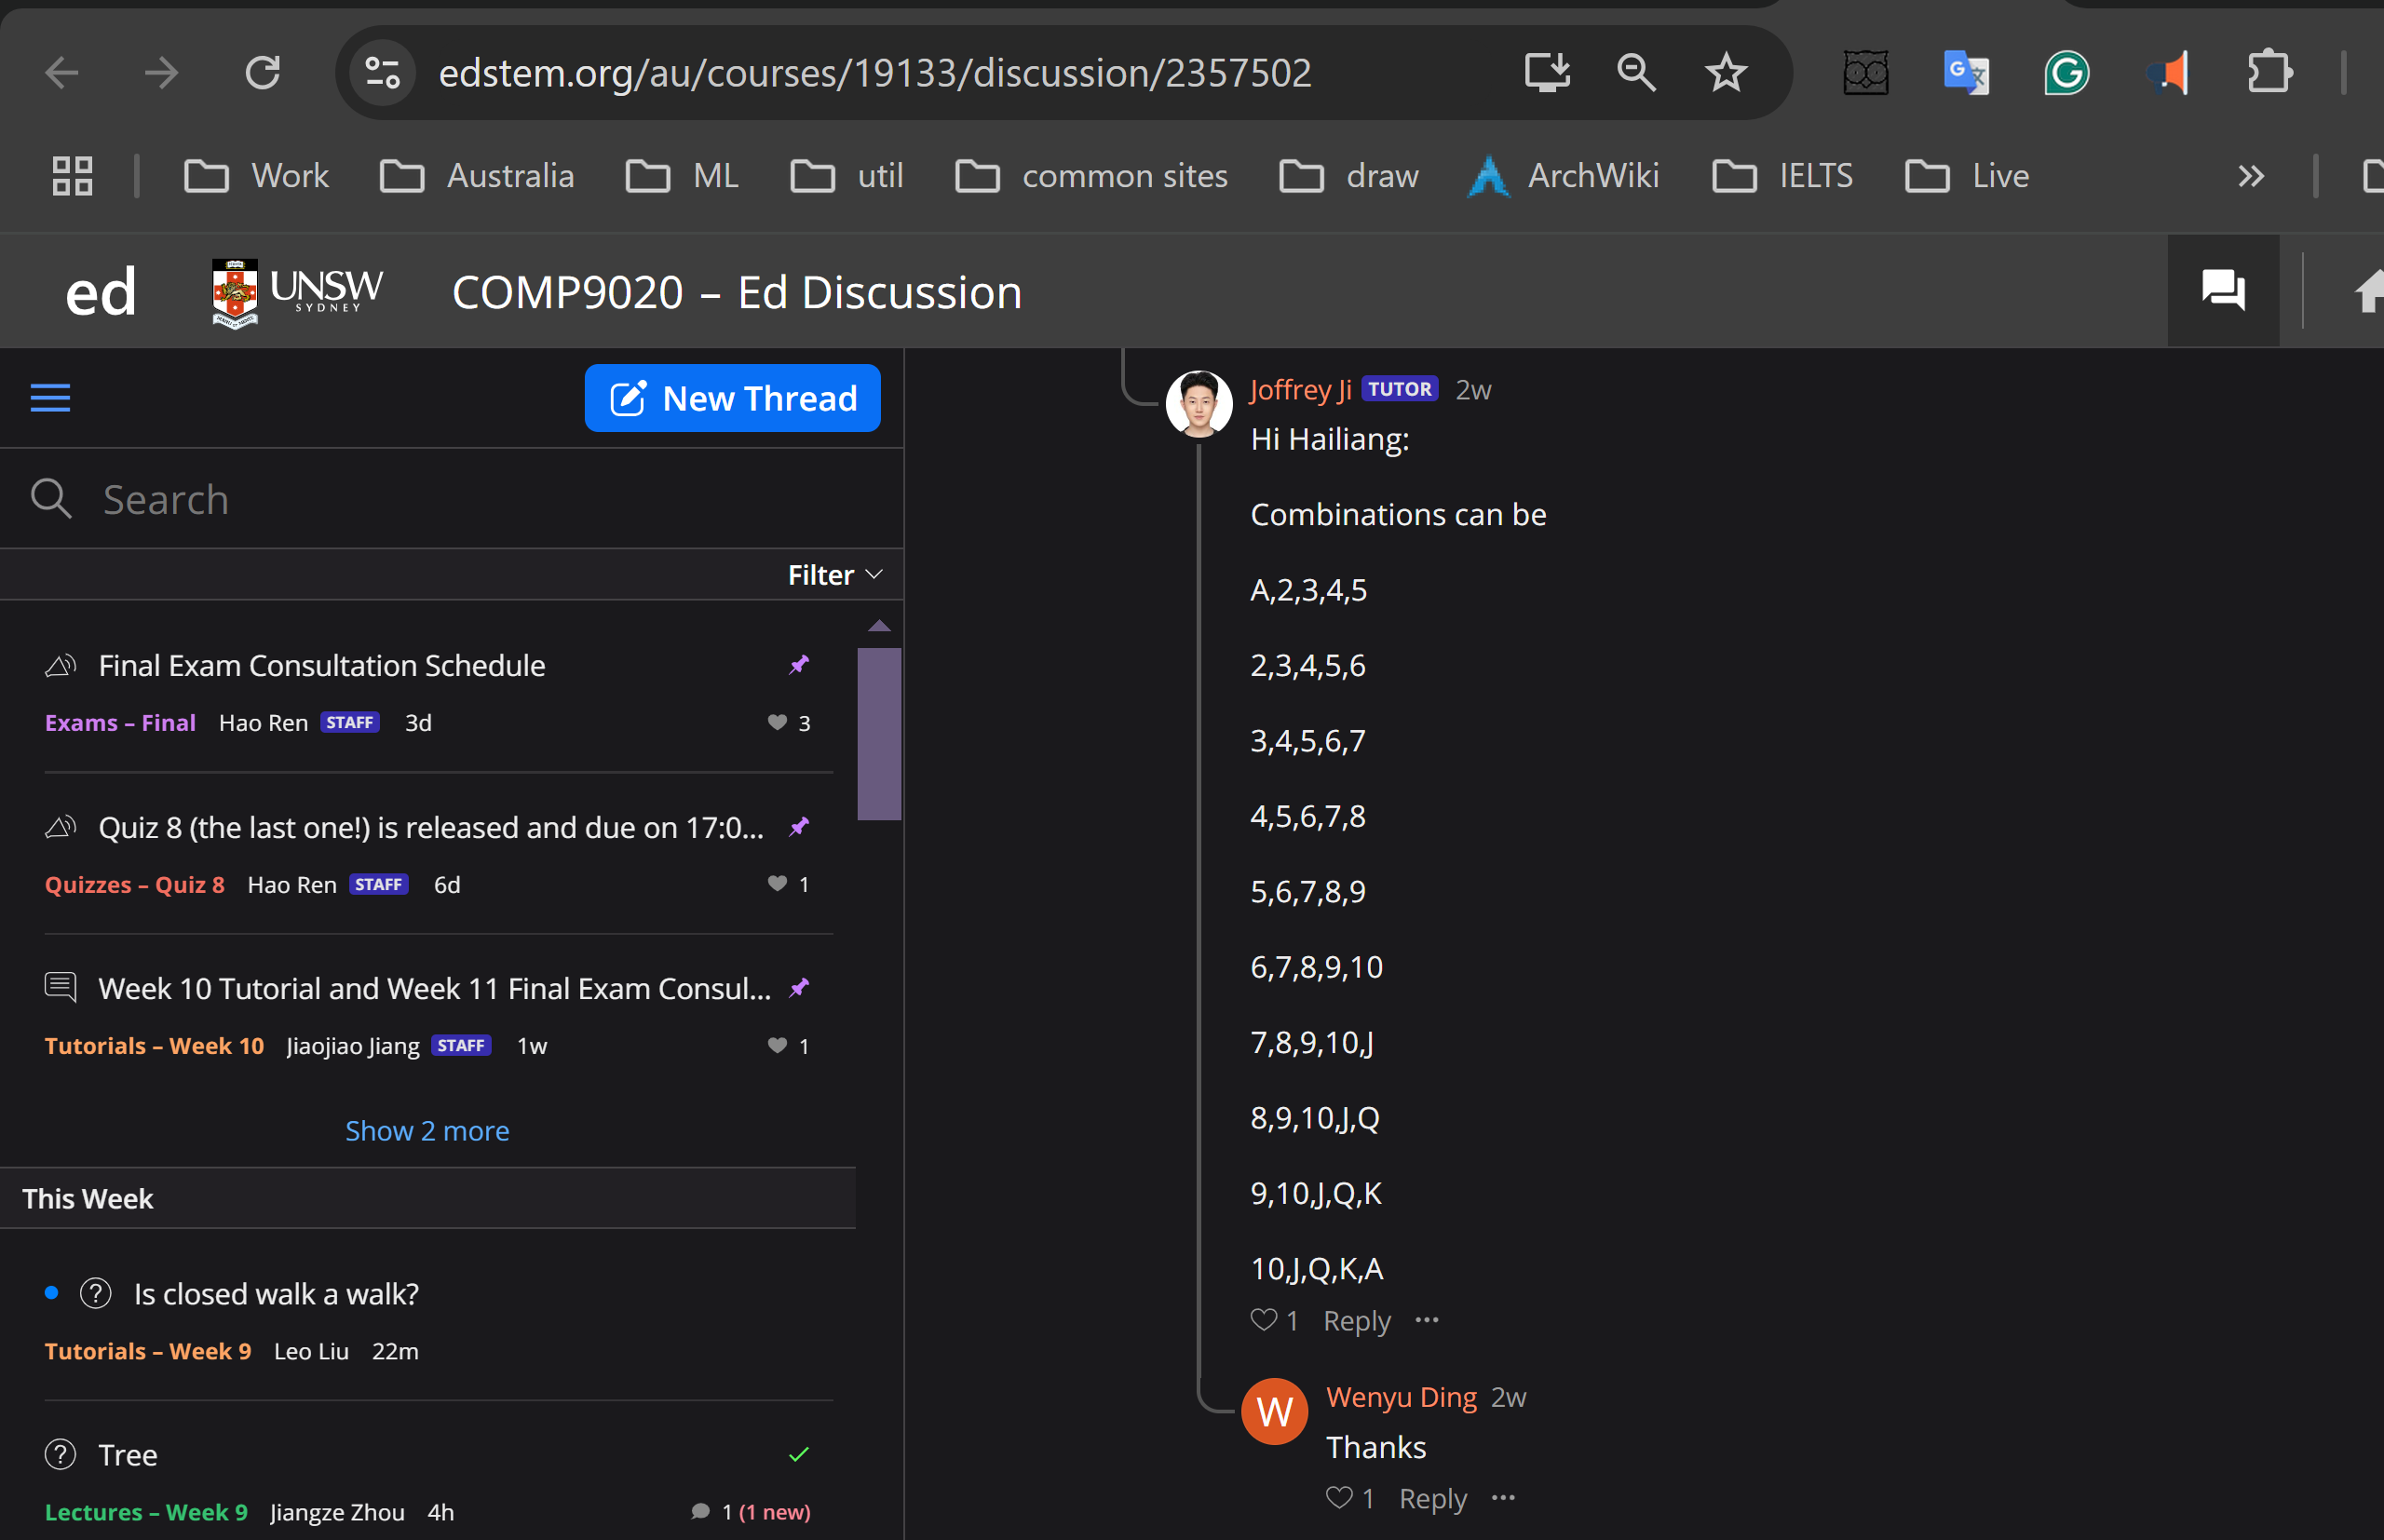 edstem.org/au/courses/19133/discussion/2357502
Work Australia ML util common sites draw ArchWiki IELTS Live
ed UNSW SYDNEY COMP9020 – Ed Discussion
New Thread
Search
Filter
Final Exam Consultation Schedule
Exams – Final Hao Ren STAFF 3d 3
Quiz 8 (the last one!) is released and due on 17:0...
Quizzes – Quiz 8 Hao Ren STAFF 6d 1
Week 10 Tutorial and Week 11 Final Exam Consul...
Tutorials – Week 10 Jiaojiao Jiang STAFF 1w 1
Show 2 more
This Week
Is closed walk a walk?
Tutorials – Week 9 Leo Liu 22m
Tree
Lectures – Week 9 Jiangze Zhou 4h 1 (1 new)
Joffrey Ji TUTOR 2w
Hi Hailiang:
Combinations can be
A,2,3,4,5
2,3,4,5,6
3,4,5,6,7
4,5,6,7,8
5,6,7,8,9
6,7,8,9,10
7,8,9,10,J
8,9,10,J,Q
9,10,J,Q,K
10,J,Q,K,A
1 Reply ...
W Wenyu Ding 2w
Thanks
1 Reply ...